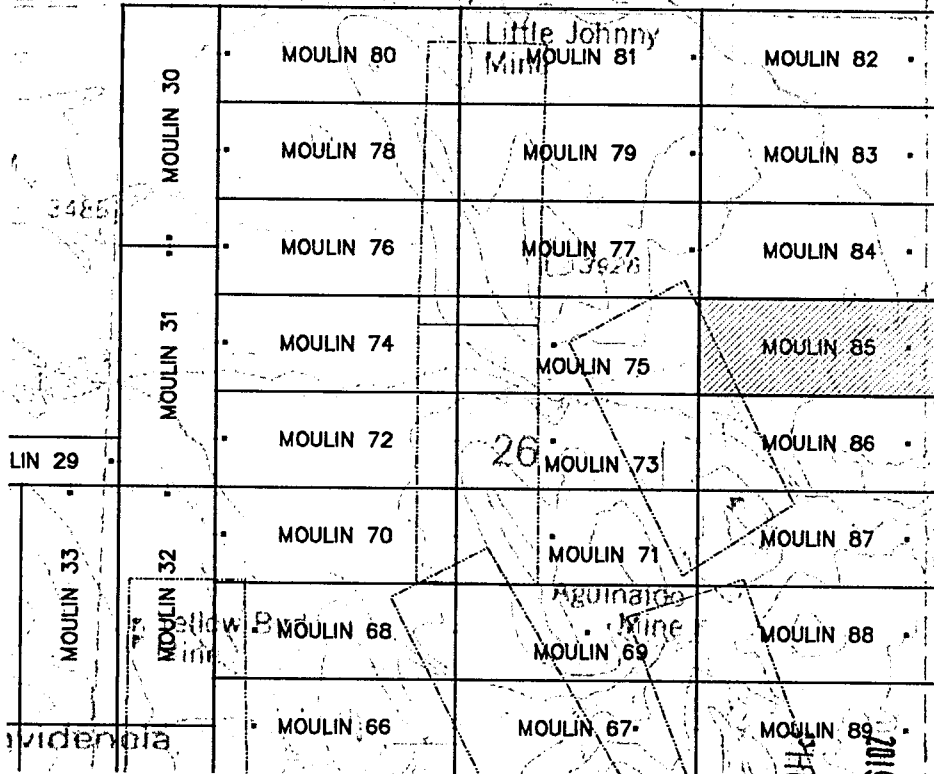 Little Johnny
Mine
MOULIN 80
MOULIN 81
MOULIN 82
MOULIN 30
MOULIN 78
MOULIN 79
MOULIN 83
3485
MOULIN 76
MOULIN 77
MOULIN 84
3928
MOULIN 31
MOULIN 74
MOULIN 75
MOULIN 85
MOULIN 72
26
MOULIN 73
MOULIN 86
LIN 29
MOULIN 70
MOULIN 71
MOULIN 87
MOULIN 33
MOULIN 32
Aguinaldo
Mine
MOULIN 68
MOULIN 69
MOULIN 88
MOULIN 66
MOULIN 67
MOULIN 89